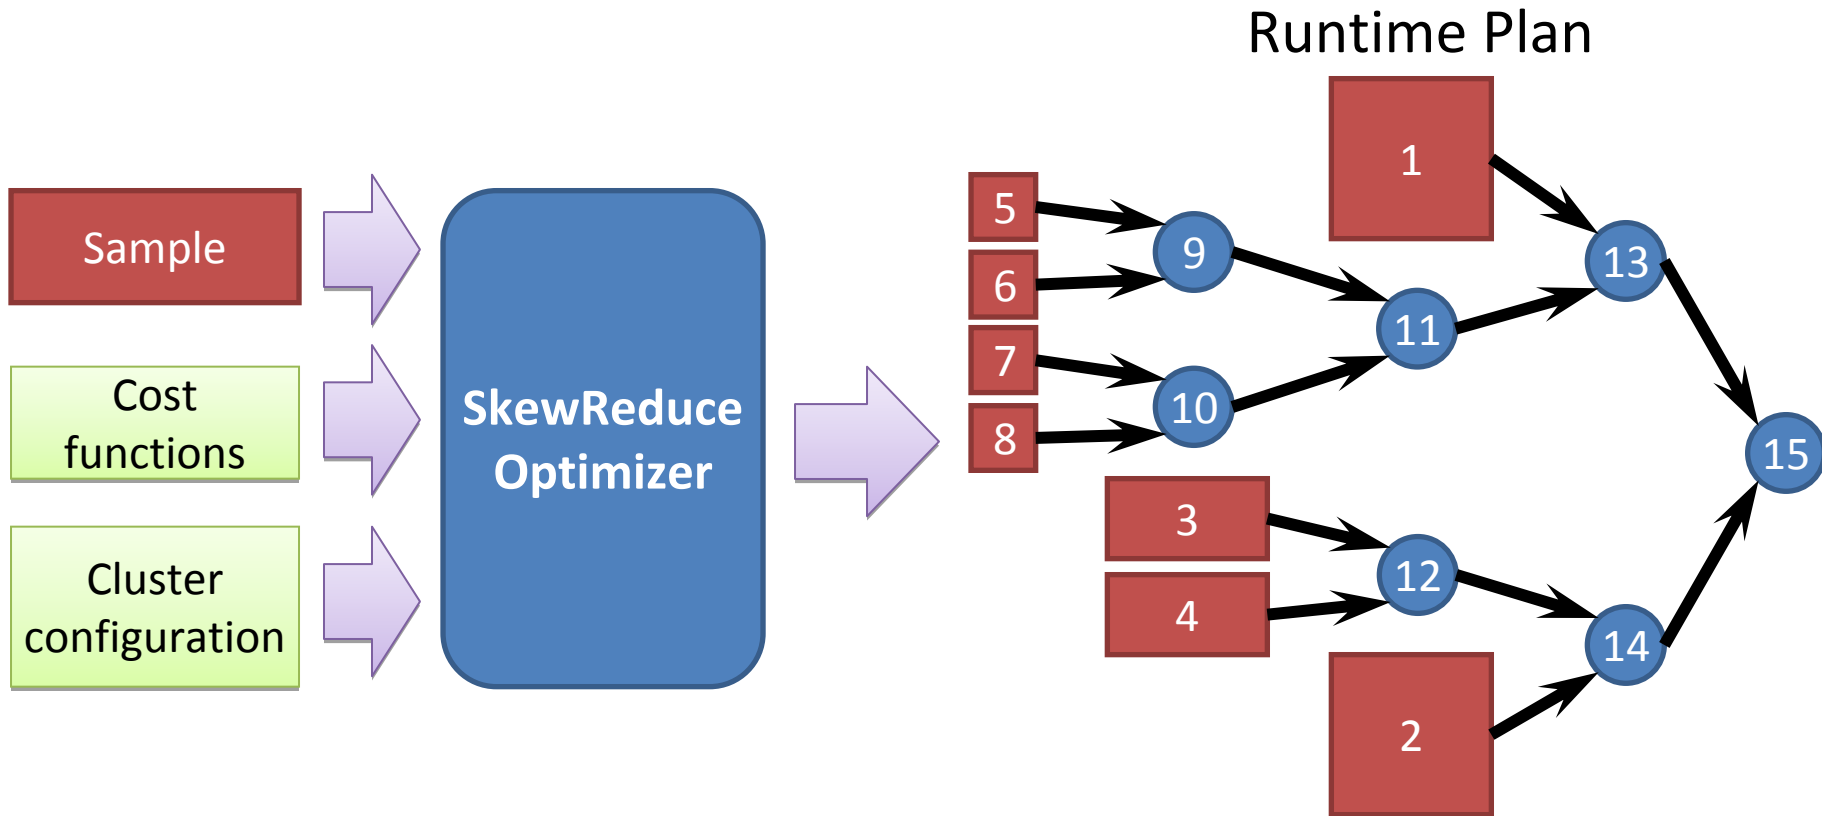 Runtime Plan
Sample
Cost
functions
Cluster
configuration
SkewReduce
Optimizer
1
5
6
7
8
9
10
11
13
3
4
12
14
2
15